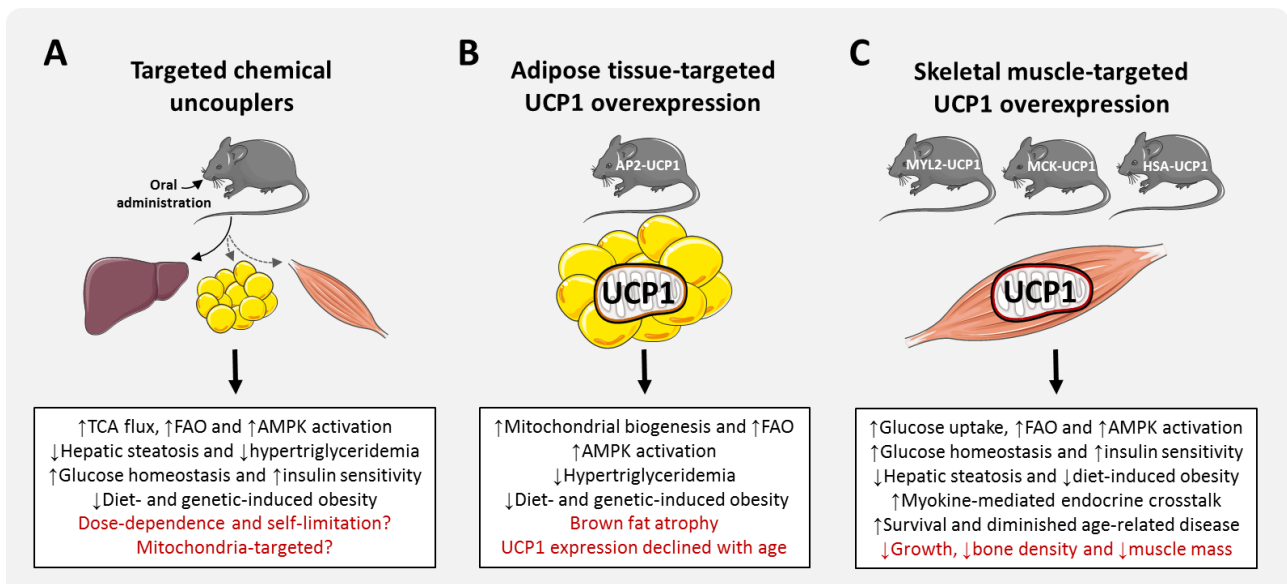 A
Targeted chemical
uncouplers
Oral
administration
↑TCA flux, ↑FAO and ↑AMPK activation
↓Hepatic steatosis and ↓hypertriglyceridemia
↑Glucose homeostasis and ↑insulin sensitivity
↓Diet- and genetic-induced obesity
Dose-dependence and self-limitation?
Mitochondria-targeted?
B
Adipose tissue-targeted
UCP1 overexpression
AP2-UCP1
UCP1
↑Mitochondrial biogenesis and ↑FAO
↑AMPK activation
↓Hypertriglyceridemia
↓Diet- and genetic-induced obesity
Brown fat atrophy
UCP1 expression declined with age
C
Skeletal muscle-targeted
UCP1 overexpression
MYL2-UCP1
MCK-UCP1
HSA-UCP1
UCP1
↑Glucose uptake, ↑FAO and ↑AMPK activation
↑Glucose homeostasis and ↑insulin sensitivity
↓Hepatic steatosis and ↓diet-induced obesity
↑Myokine-mediated endocrine crosstalk
↑Survival and diminished age-related disease
↓Growth, ↓bone density and ↓muscle mass